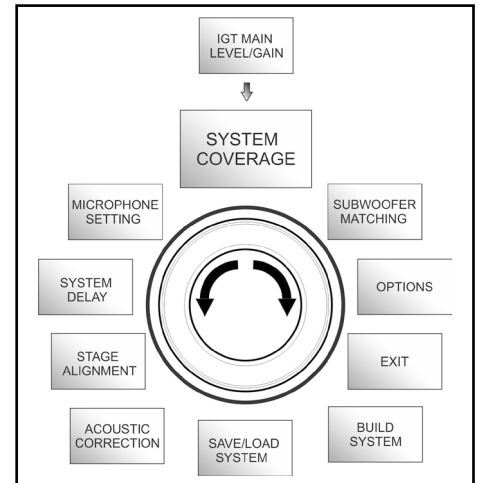 IGT MAIN
LEVEL/GAIN
SYSTEM
COVERAGE
MICROPHONE
SETTING
SUBWOOFER
MATCHING
SYSTEM
DELAY
OPTIONS
STAGE
ALIGNMENT
EXIT
ACOUSTIC
CORRECTION
SAVE/LOAD
SYSTEM
BUILD
SYSTEM